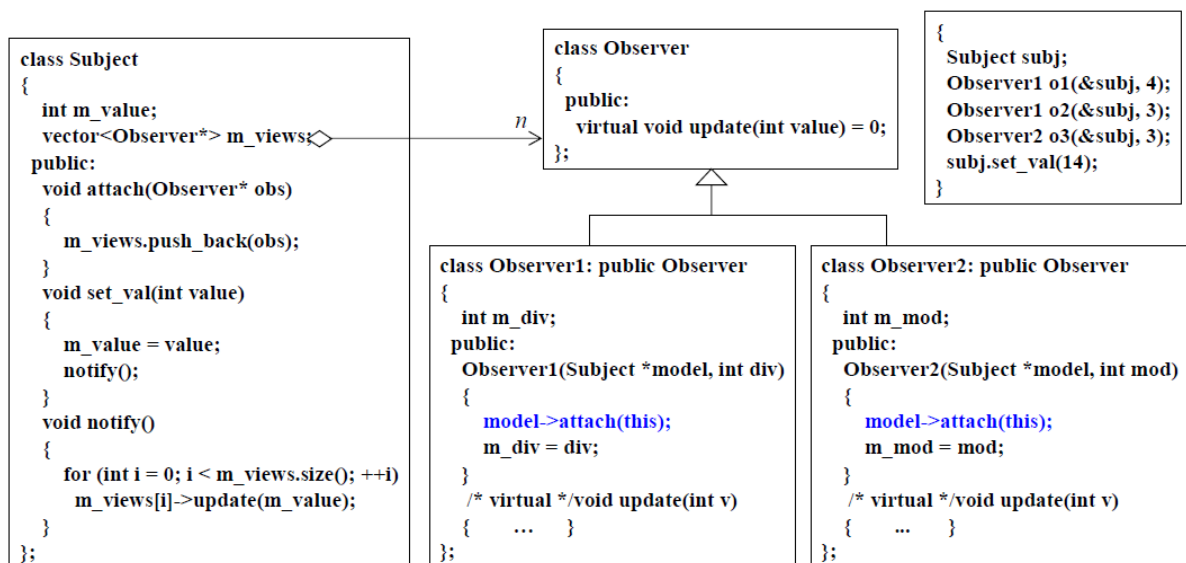 class Subject
{
int m_value;
vector<Observer*> m_views;
public:
void attach(Observer* obs)
{
m_views.push_back(obs);
}
void set_val(int value)
{
m_value = value;
notify();
}
void notify()
{
for (int i = 0; i < m_views.size(); ++i)
m_views[i]->update(m_value);
}
};
n
class Observer
{
public:
virtual void update(int value) = 0;
};
{
Subject subj;
Observer1 o1(&subj, 4);
Observer1 o2(&subj, 3);
Observer2 o3(&subj, 3);
subj.set_val(14);
}
class Observer1: public Observer
{
int m_div;
public:
Observer1(Subject *model, int div)
{
model->attach(this);
m_div = div;
}
/* virtual */void update(int v)
{ ... }
};
class Observer2: public Observer
{
int m_mod;
public:
Observer2(Subject *model, int mod)
{
model->attach(this);
m_mod = mod;
}
/* virtual */void update(int v)
{ ... }
};